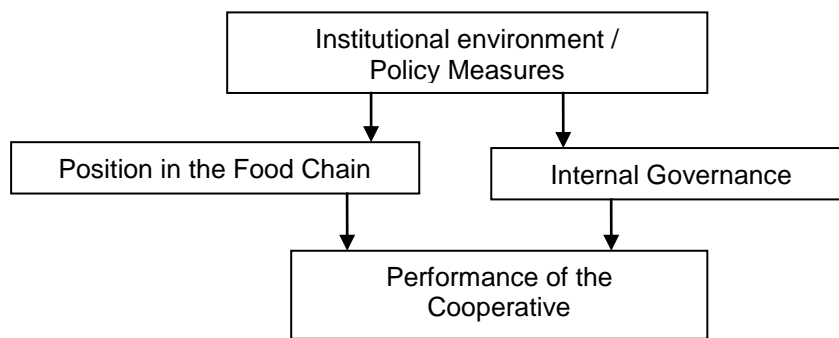 Institutional environment /
Policy Measures
Position in the Food Chain
Internal Governance
Performance of the
Cooperative